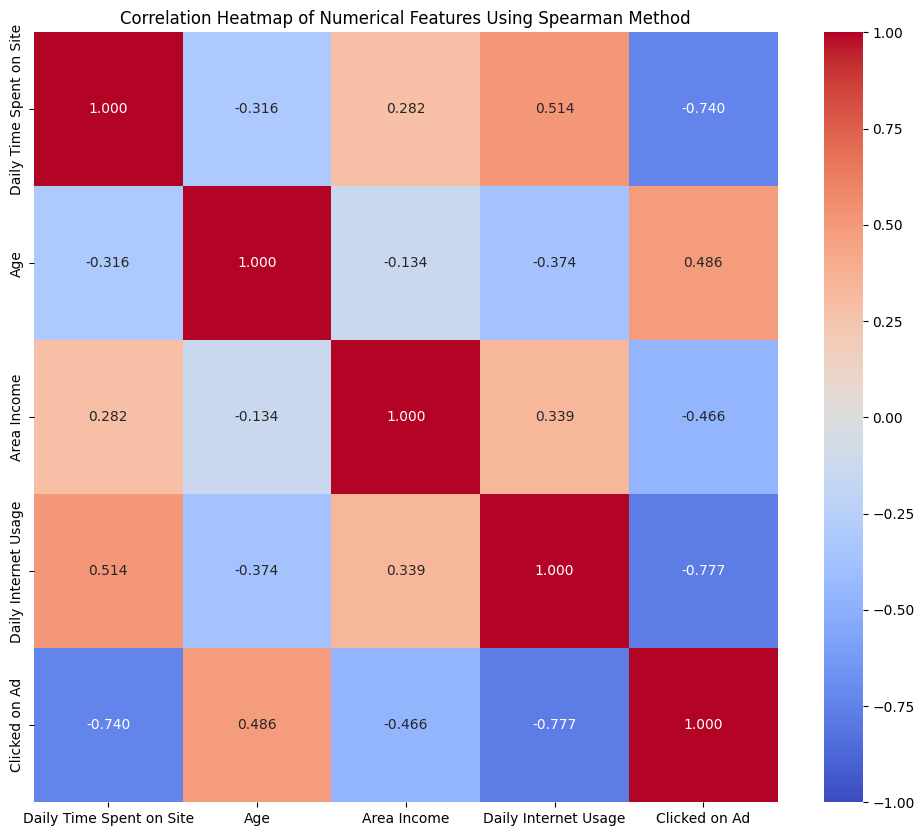 Correlation Heatmap of Numerical Features Using Spearman Method
Daily Time Spent on Site
1.000 -0.316 0.282 0.514 -0.740
Age
-0.316 1.000 -0.134 -0.374 0.486
Area Income
0.282 -0.134 1.000 0.339 -0.466
Daily Internet Usage
0.514 -0.374 0.339 1.000 -0.777
Clicked on Ad
-0.740 0.486 -0.466 -0.777 1.000
Daily Time Spent on Site Age Area Income Daily Internet Usage Clicked on Ad
1.00
0.75
0.50
0.25
0.00
−0.25
−0.50
−0.75
−1.00